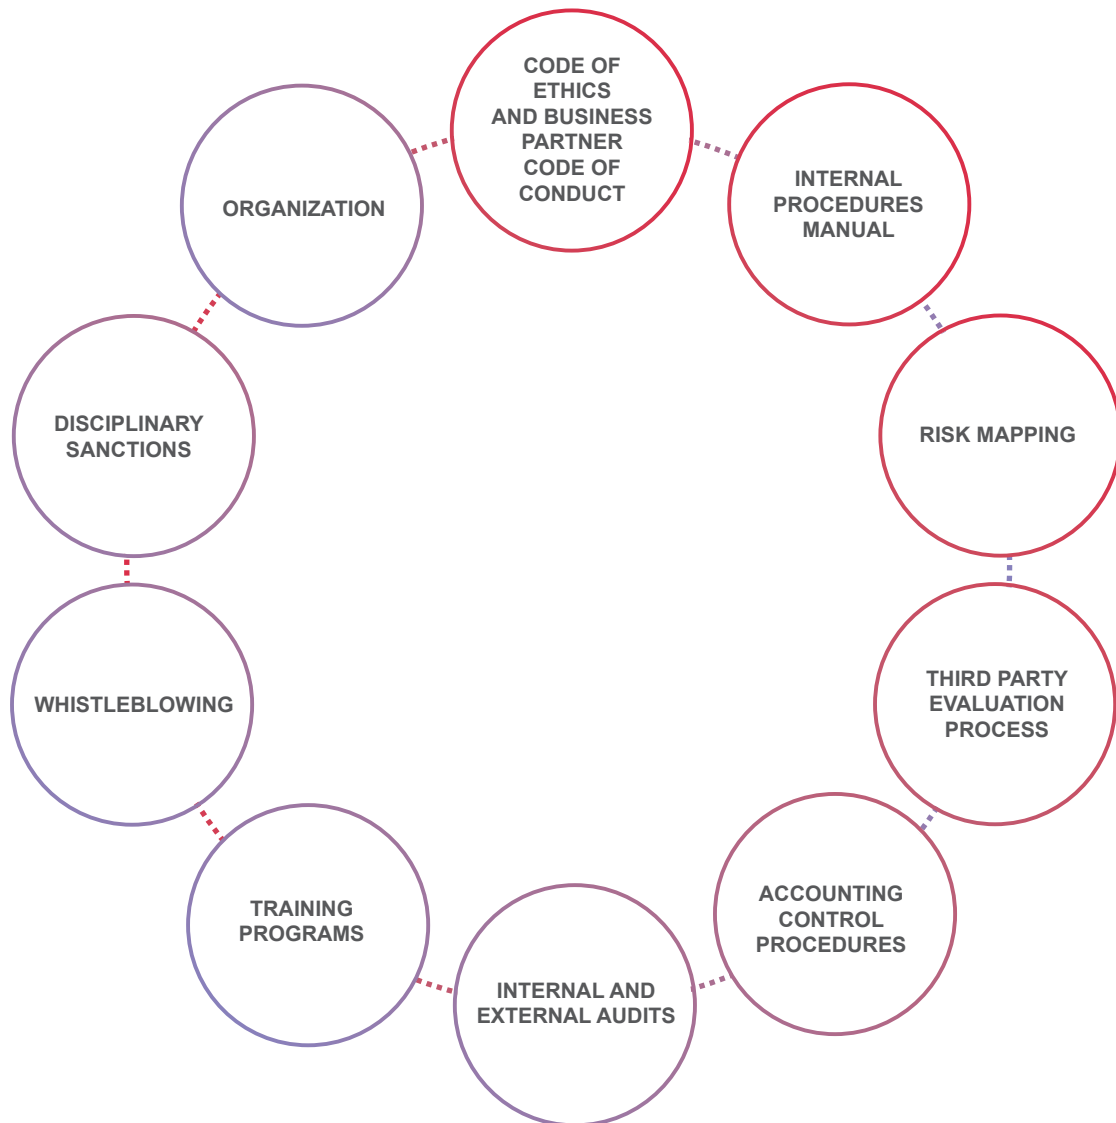 CODE OF
ETHICS
AND BUSINESS
PARTNER
CODE OF
CONDUCT
INTERNAL
PROCEDURES
MANUAL
RISK MAPPING
THIRD PARTY
EVALUATION
PROCESS
ACCOUNTING
CONTROL
PROCEDURES
INTERNAL AND
EXTERNAL AUDITS
TRAINING
PROGRAMS
WHISTLEBLOWING
DISCIPLINARY
SANCTIONS
ORGANIZATION